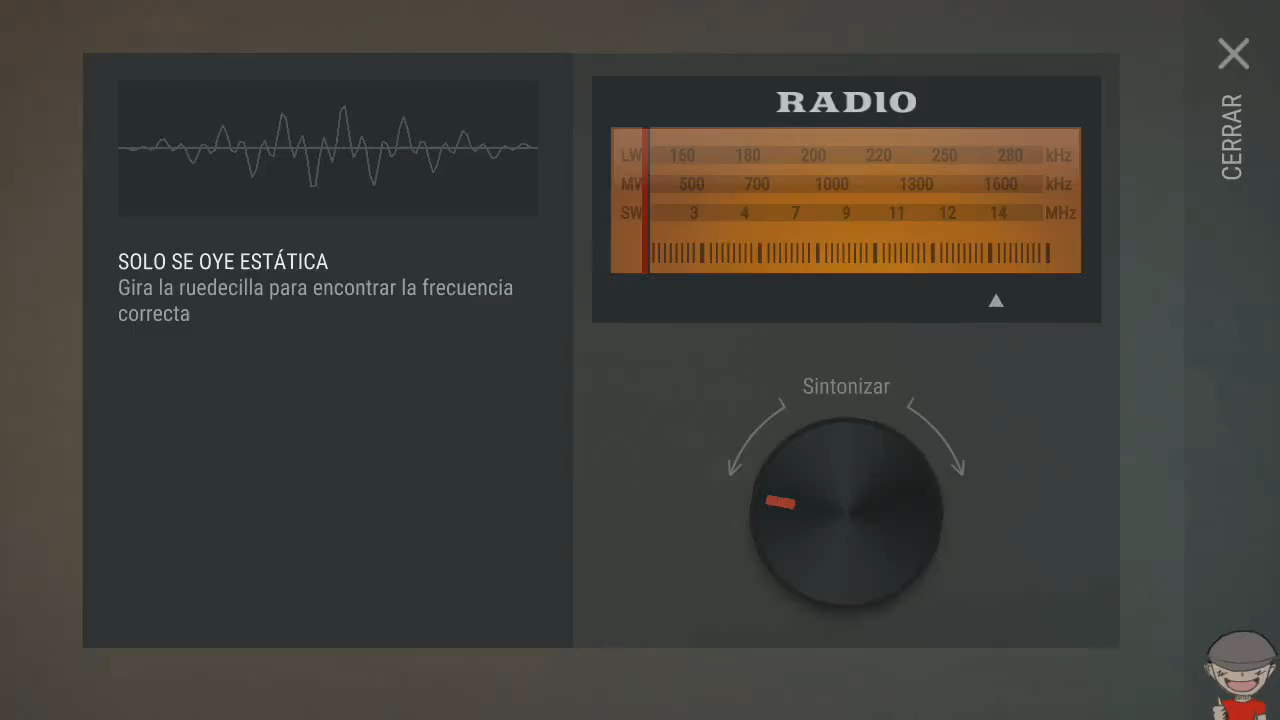 RADIO
LW 160 180 200 220 250 280 kHz
MW 500 700 1000 1300 1600 kHz
SW 3 4 7 9 11 12 14 MHz
SOLO SE OYE ESTÁTICA
Gira la ruedecilla para encontrar la frecuencia
correcta
Sintonizar
CERRAR